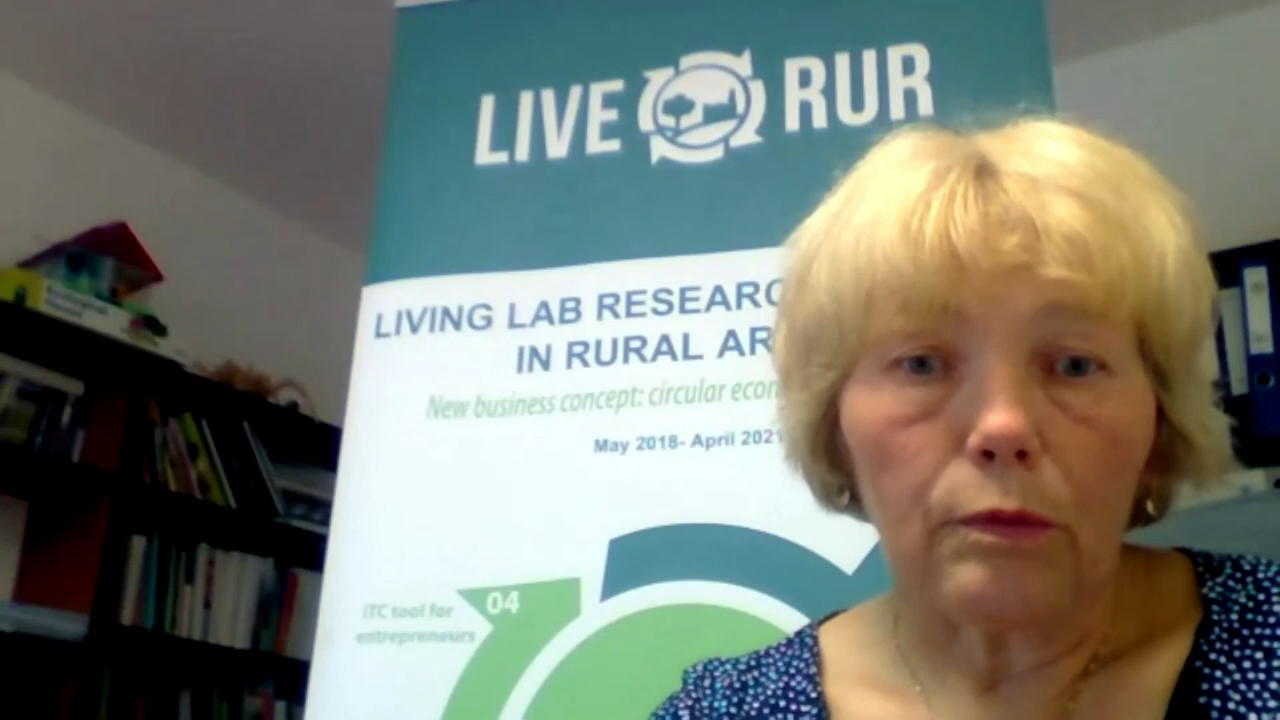 LIVE RUR
LIVING LAB RESEARC
IN RURAL AR
New business concept: circular econ
May 2018- April 2021
04
ITC tool for
entrepreneurs